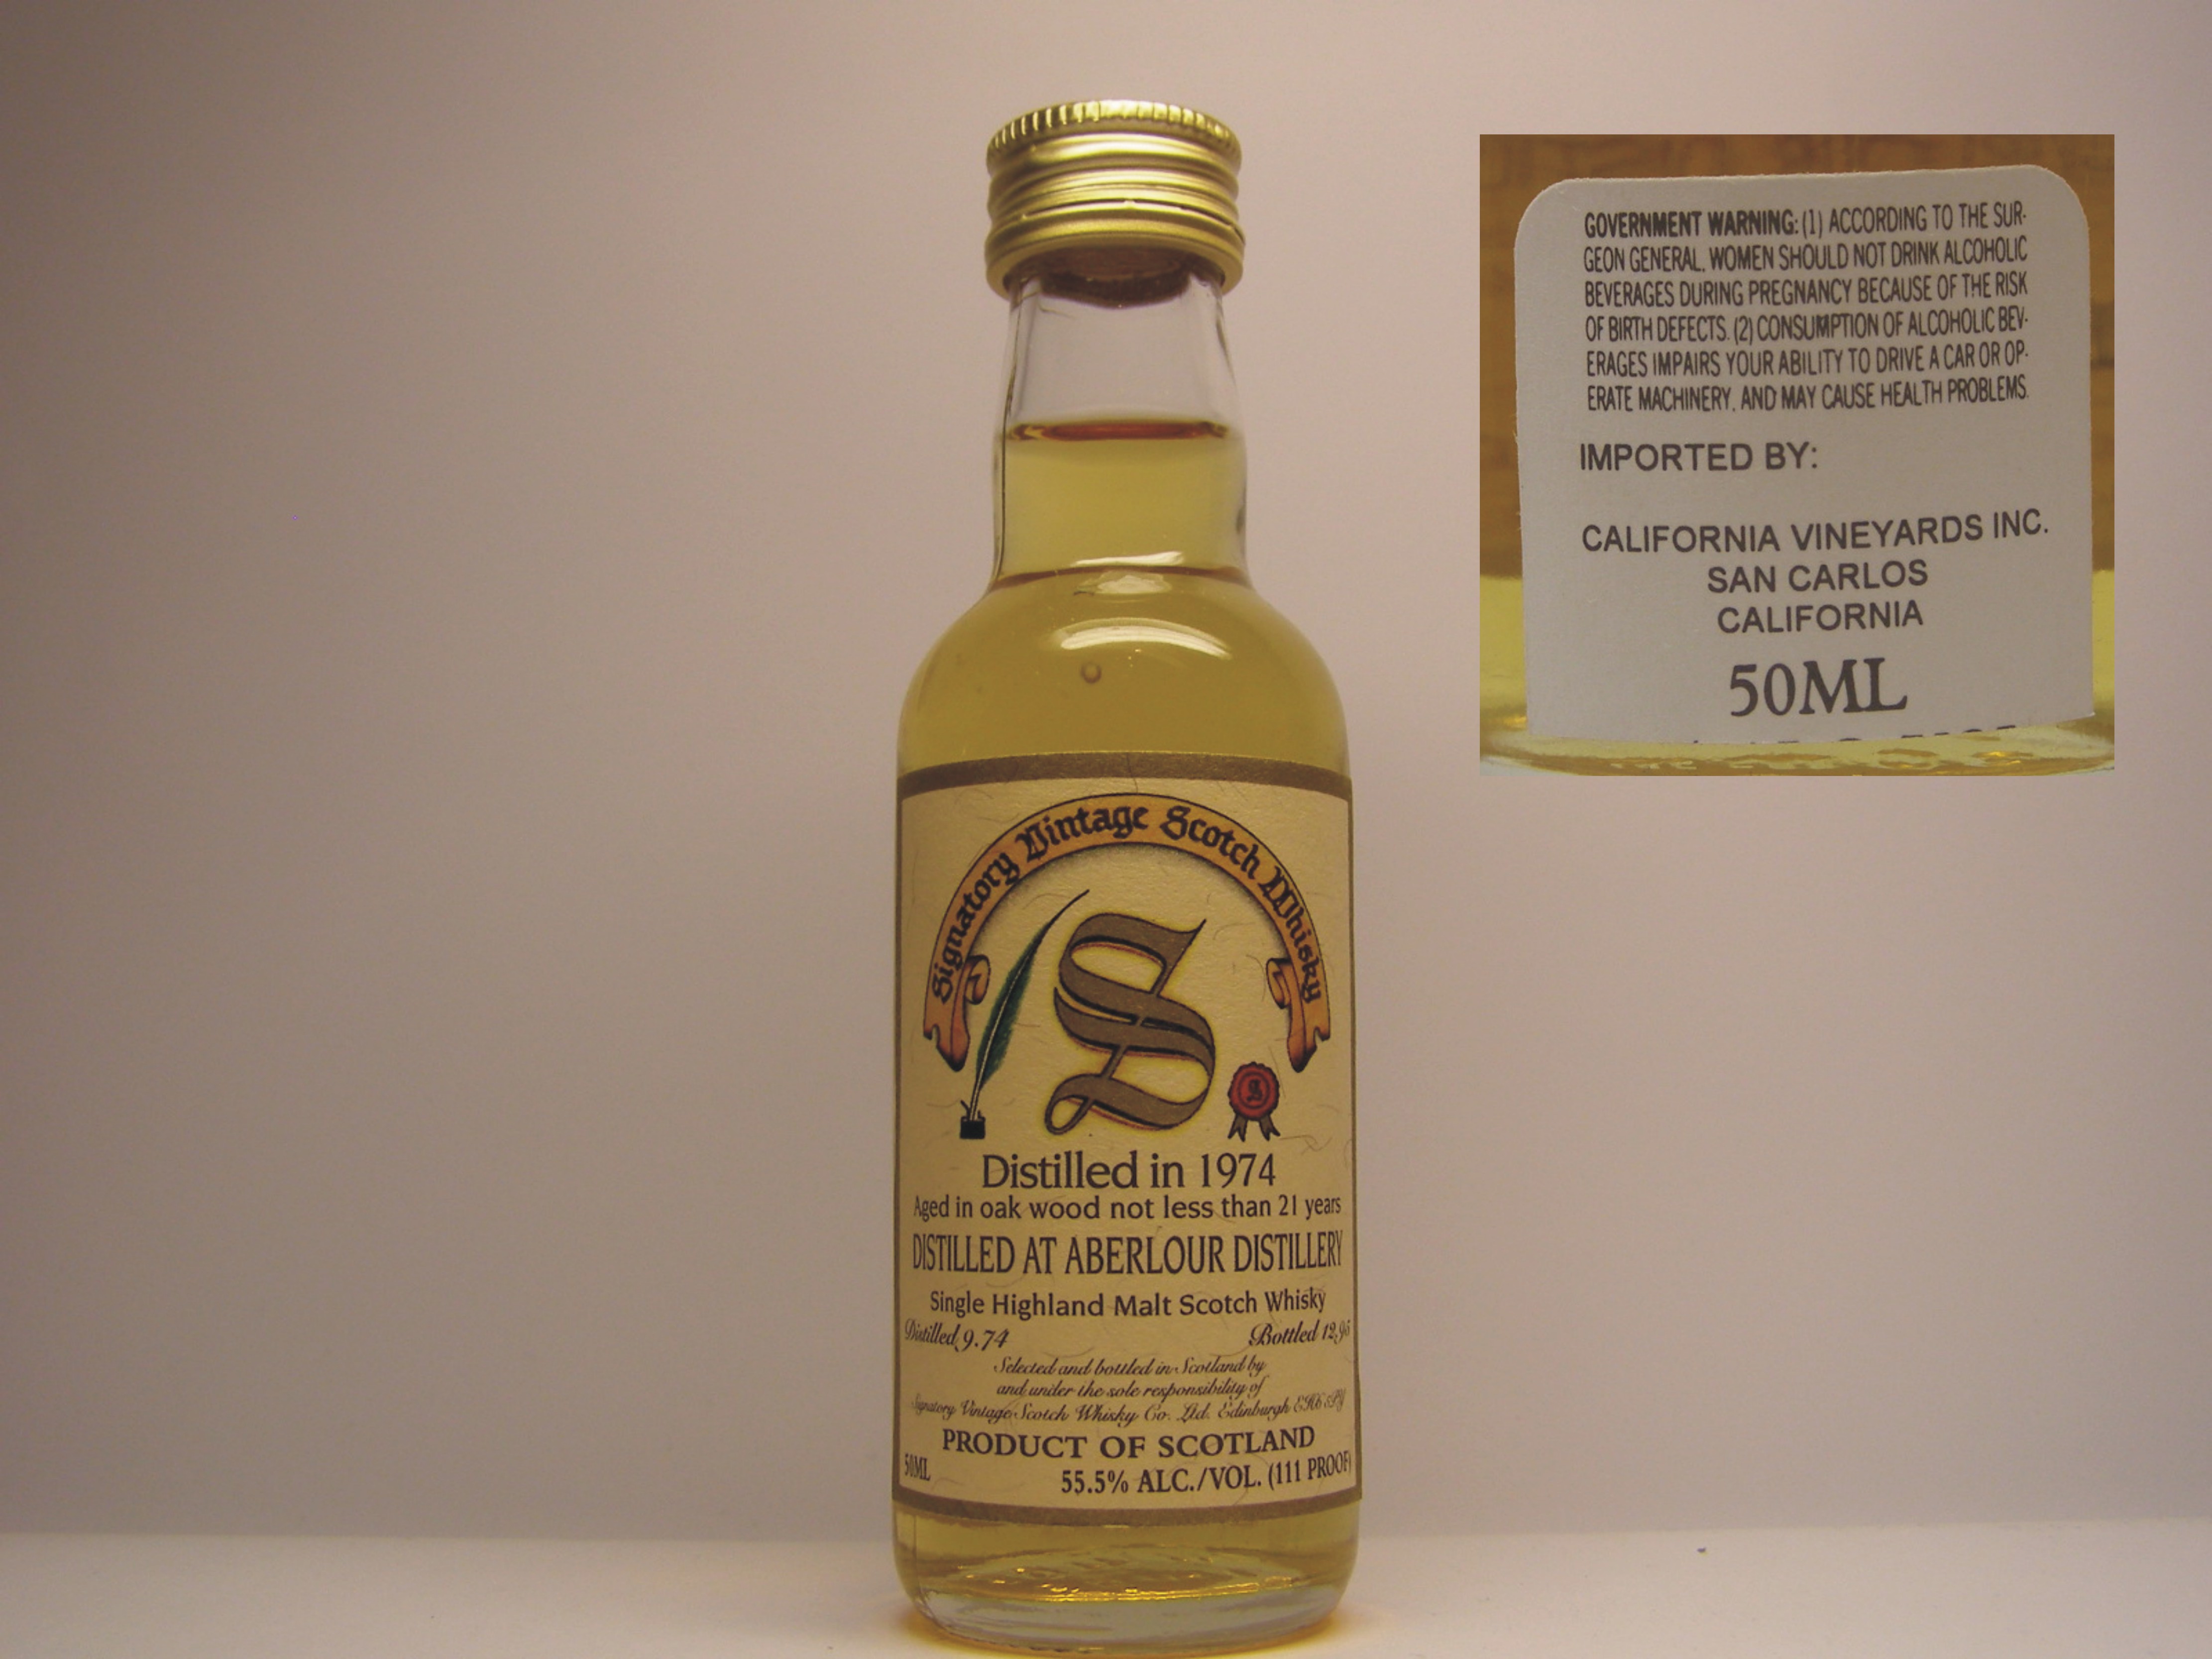 Signatory Vintage Scotch Whisky
S
S
Distilled in 1974
Aged in oak wood not less than 21 years
DISTILLED AT ABERLOUR DISTILLERY
Single Highland Malt Scotch Whisky
Distilled 9.74 Bottled 12.95
Selected and bottled in Scotland by
and under the sole responsibility of
Signatory Vintage Scotch Whisky Co. Ltd. Edinburgh EH6 5PY
PRODUCT OF SCOTLAND
50ML 55.5% ALC./VOL. (111 PROOF)
GOVERNMENT WARNING: (1) ACCORDING TO THE SUR-
GEON GENERAL, WOMEN SHOULD NOT DRINK ALCOHOLIC
BEVERAGES DURING PREGNANCY BECAUSE OF THE RISK
OF BIRTH DEFECTS. (2) CONSUMPTION OF ALCOHOLIC BEV-
ERAGES IMPAIRS YOUR ABILITY TO DRIVE A CAR OR OP-
ERATE MACHINERY, AND MAY CAUSE HEALTH PROBLEMS.
IMPORTED BY:
CALIFORNIA VINEYARDS INC.
SAN CARLOS
CALIFORNIA
50ML